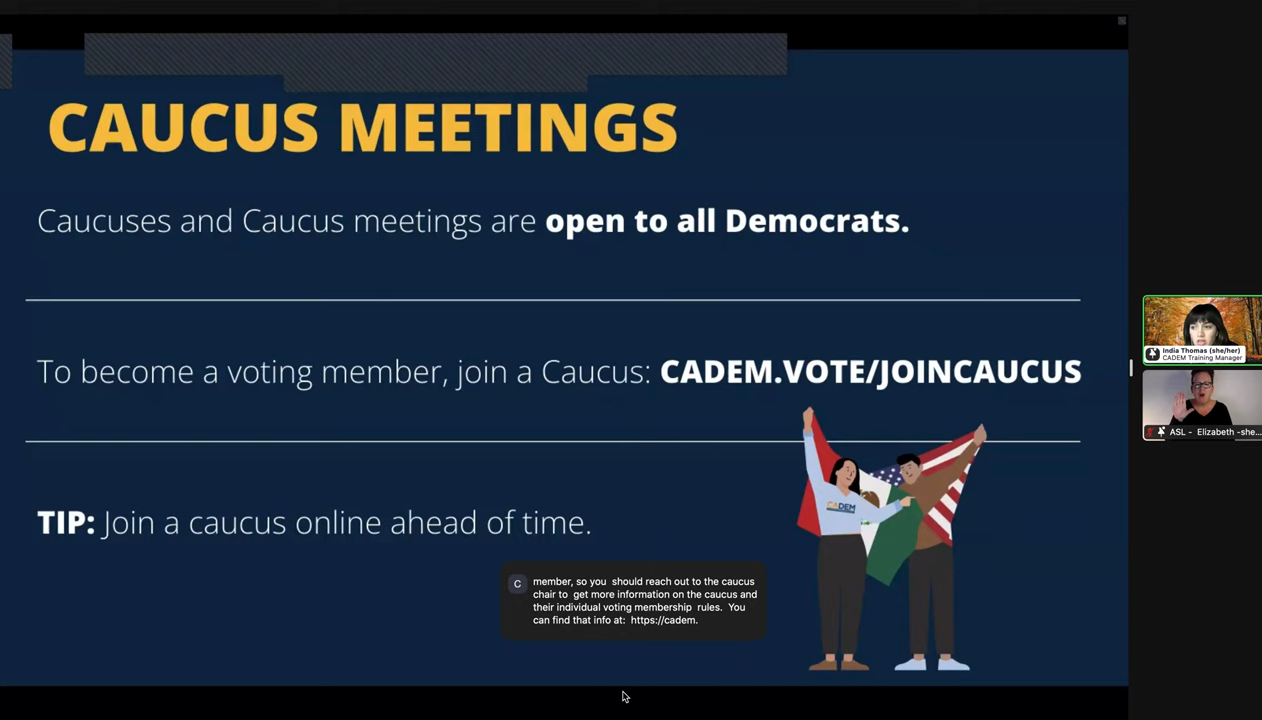 CAUCUS MEETINGS
Caucuses and Caucus meetings are open to all Democrats.
To become a voting member, join a Caucus: CADEM.VOTE/JOINCAUCUS
TIP: Join a caucus online ahead of time.
CADEM
C
member, so you should reach out to the caucus
chair to get more information on the caucus and
their individual voting membership rules. You
can find that info at: https://cadem.
India Thomas (she/her)
CADEM Training Manager
ASL - Elizabeth -she...